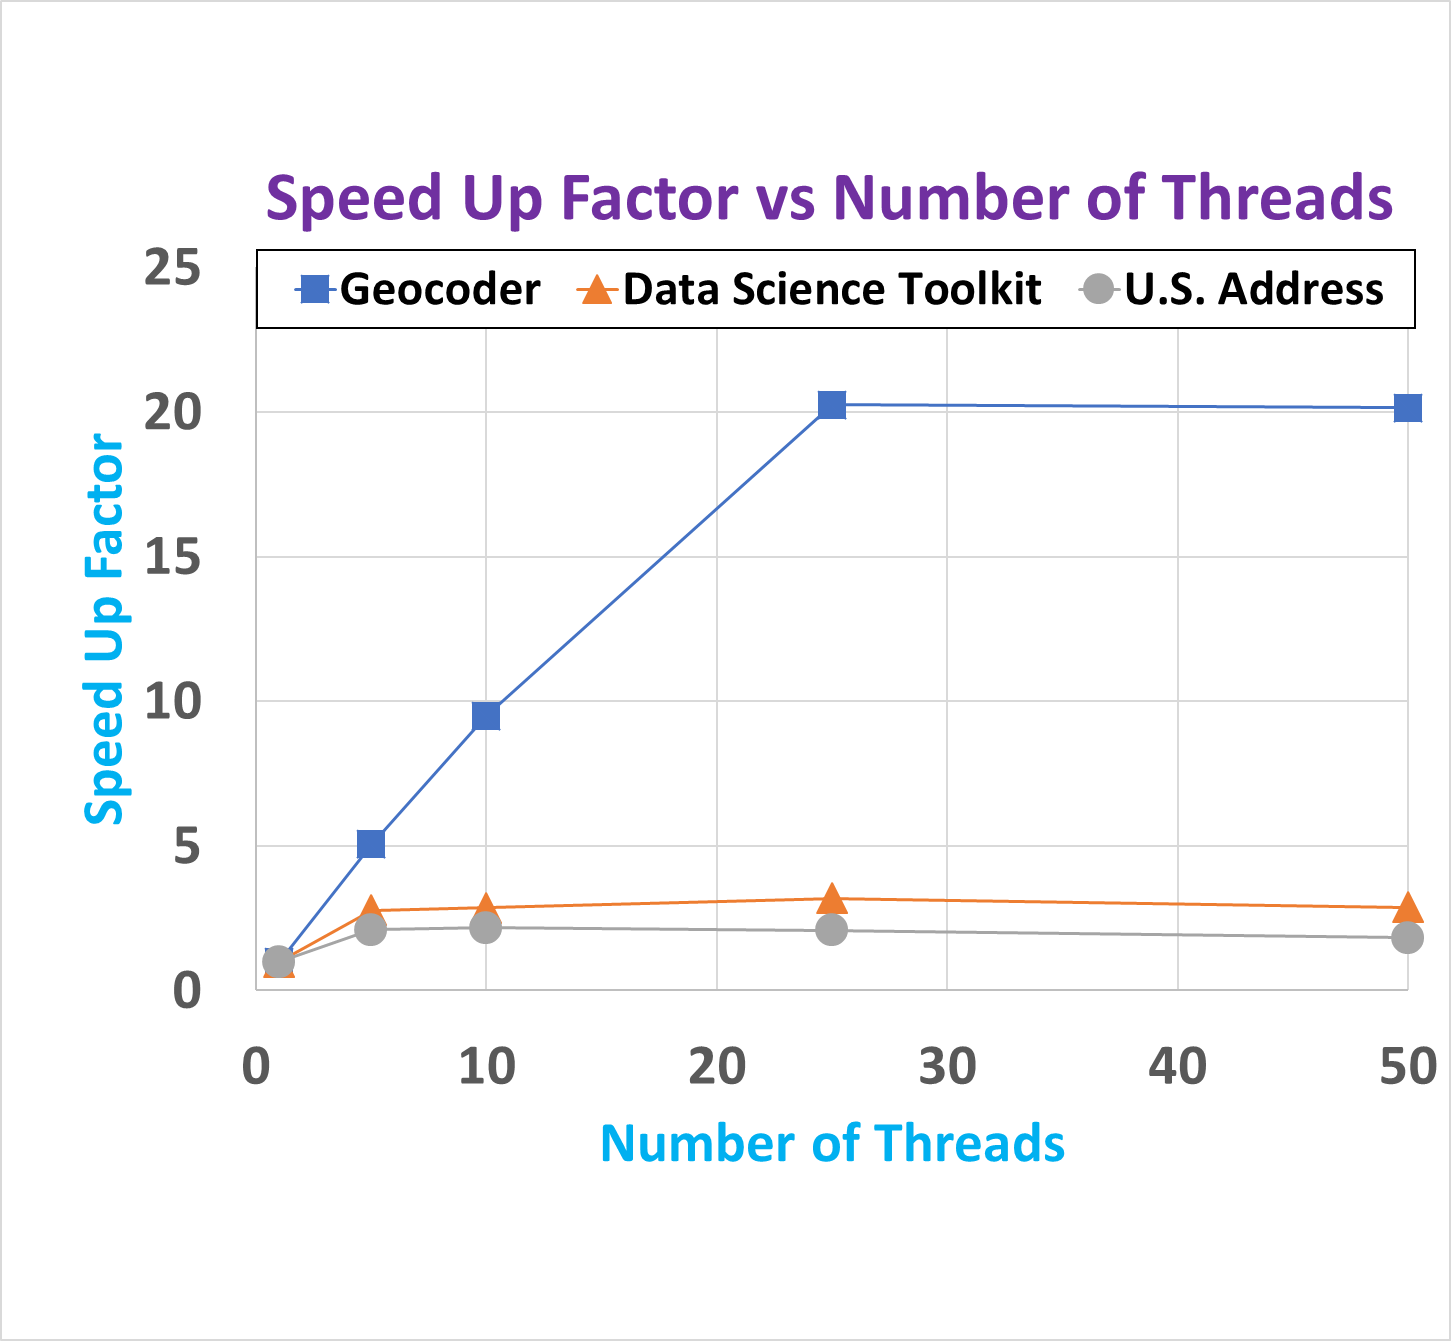 Speed Up Factor vs Number of Threads
Geocoder Data Science Toolkit U.S. Address
25
20
15
10
5
0
Speed Up Factor
0 10 20 30 40 50
Number of Threads